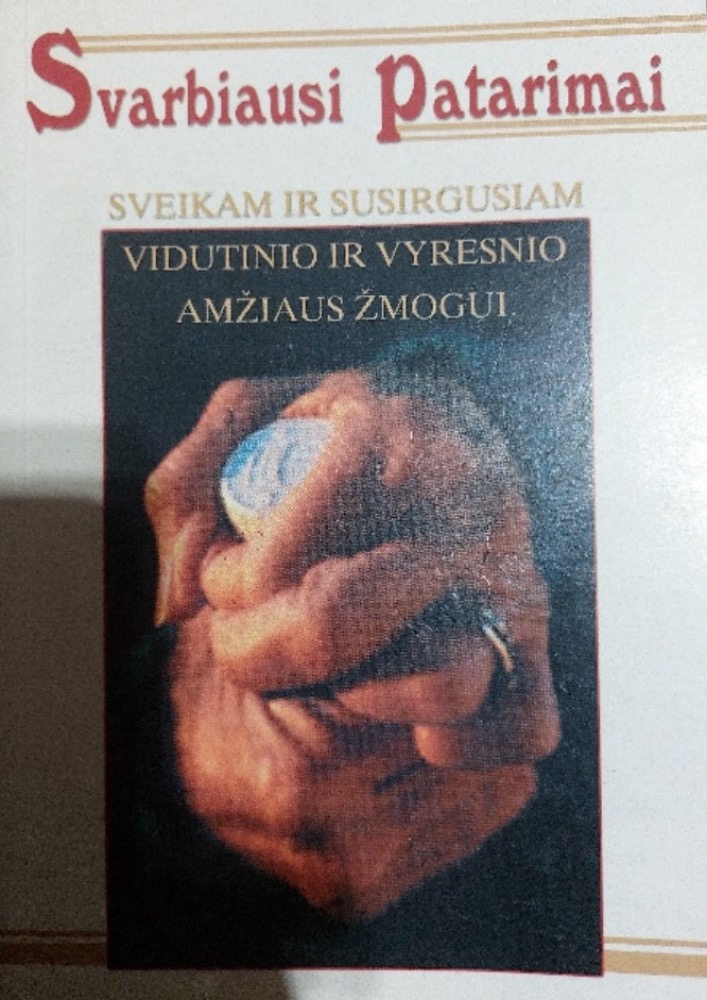 Svarbiausi Patarimai
SVEIKAM IR SUSIRGUSIAM
VIDUTINIO IR VYRESNIO
AMŽIAUS ŽMOGUI